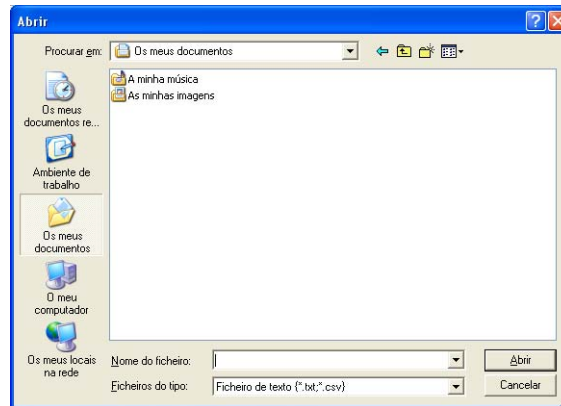 Abrir
Procurar em:
Os meus documentos
A minha música
As minhas imagens
Os meus
documentos re...
Ambiente de
trabalho
Os meus
documentos
O meu
computador
Os meus locais
na rede
Nome do ficheiro:
Abrir
Ficheiros do tipo:
Ficheiro de texto (*.txt;*.csv)
Cancelar